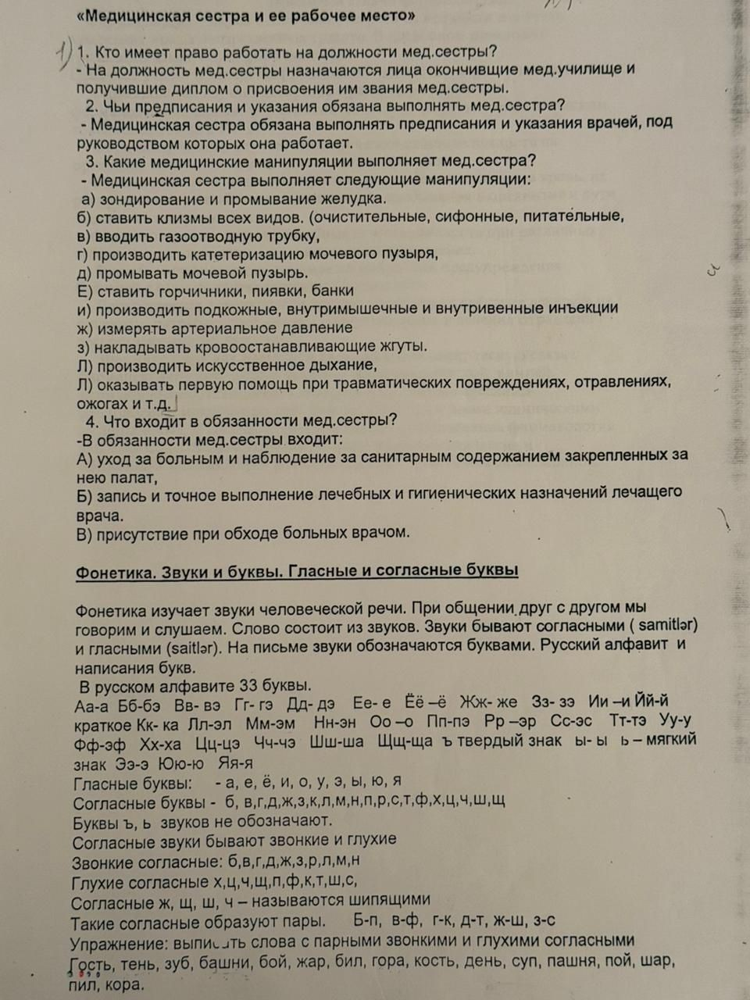 «Медицинская сестра и ее рабочее место»
1) 1. Кто имеет право работать на должности мед.сестры?
- На должность мед.сестры назначаются лица окончивщие мед.училище и
получившие диплом о присвоения им звания мед.сестры.
2. Чьи предписания и указания обязана выполнять мед.сестра?
- Медицинская сестра обязана выполнять предписания и указания врачей, под
руководством которых она работает.
3. Какие медицинские манипуляции выполняет мед.сестра?
- Медицинская сестра выполняет следующие манипуляции:
а) зондирование и промывание желудка.
б) ставить клизмы всех видов. (очистительные, сифонные, питательные,
в) вводить газоотводную трубку,
г) производить катетеризацию мочевого пузыря,
д) промывать мочевой пузырь.
Е) ставить горчичники, пиявки, банки
и) производить подкожные, внутримышечные и внутривенные инъекции
ж) измерять артериальное давление
з) накладывать кровоостанавливающие жгуты.
Л) производить искусственное дыхание,
Л) оказывать первую помощь при травматических повреждениях, отравлениях,
ожогах и т.д.
4. Что входит в обязанности мед.сестры?
-В обязанности мед.сестры входит:
А) уход за больным и наблюдение за санитарным содержанием закрепленных за
нею палат,
Б) запись и точное выполнение лечебных и гигиенических назначений лечащего
врача.
В) присутствие при обходе больных врачом.
Фонетика. Звуки и буквы. Гласные и согласные буквы
Фонетика изучает звуки человеческой речи. При общении друг с другом мы
говорим и слушаем. Слово состоит из звуков. Звуки бывают согласными ( samitlər)
и гласными (saitlər). На письме звуки обозначаются буквами. Русский алфавит и
написания букв.
В русском алфавите 33 буквы.
Аа-а Бб-бэ Вв- вэ Гг- гэ Дд- дэ Ее- е Ёё –ё Жж- же Зз- зэ Ии –и Йй-й
краткое Кк- ка Лл-эл Мм-эм Нн-эн Оо –о Пп-пэ Рр –эр Сс-эс Тт-тэ Уу-у
Фф-эф Хх-ха Цц-цэ Чч-чэ Шш-ша Щщ-ща ъ твердый знак ы- ы ь – мягкий
знак Ээ-э Юю-ю Яя-я
Гласные буквы: - а, е, ё, и, о, у, э, ы, ю, я
Согласные буквы - б, в,г,д,ж,з,к,л,м,н,п,р,с,т,ф,х,ц,ч,ш,щ
Буквы ъ, ь звуков не обозначают.
Согласные звуки бывают звонкие и глухие
Звонкие согласные: б,в,г,д,ж,з,р,л,м,н
Глухие согласные х,ц,ч,щ,п,ф,к,т,ш,с,
Согласные ж, щ, ш, ч – называются шипящими
Такие согласные образуют пары. Б-п, в-ф, г-к, д-т, ж-ш, з-с
Упражнение: выписать слова с парными звонкими и глухими согласными
Гость, тень, зуб, башни, бой, жар, бил, гора, кость, день, суп, пашня, пой, шар,
пил, кора.